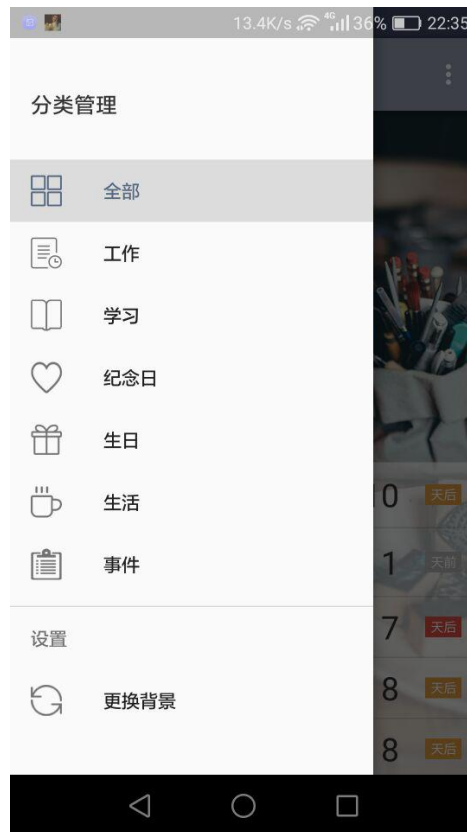 13.4K/s 4G 36% 22:35
分类管理
全部
工作
学习
纪念日
生日
生活
事件
设置
更换背景
0 天后
1 天前
7 天后
8 天后
8 天后